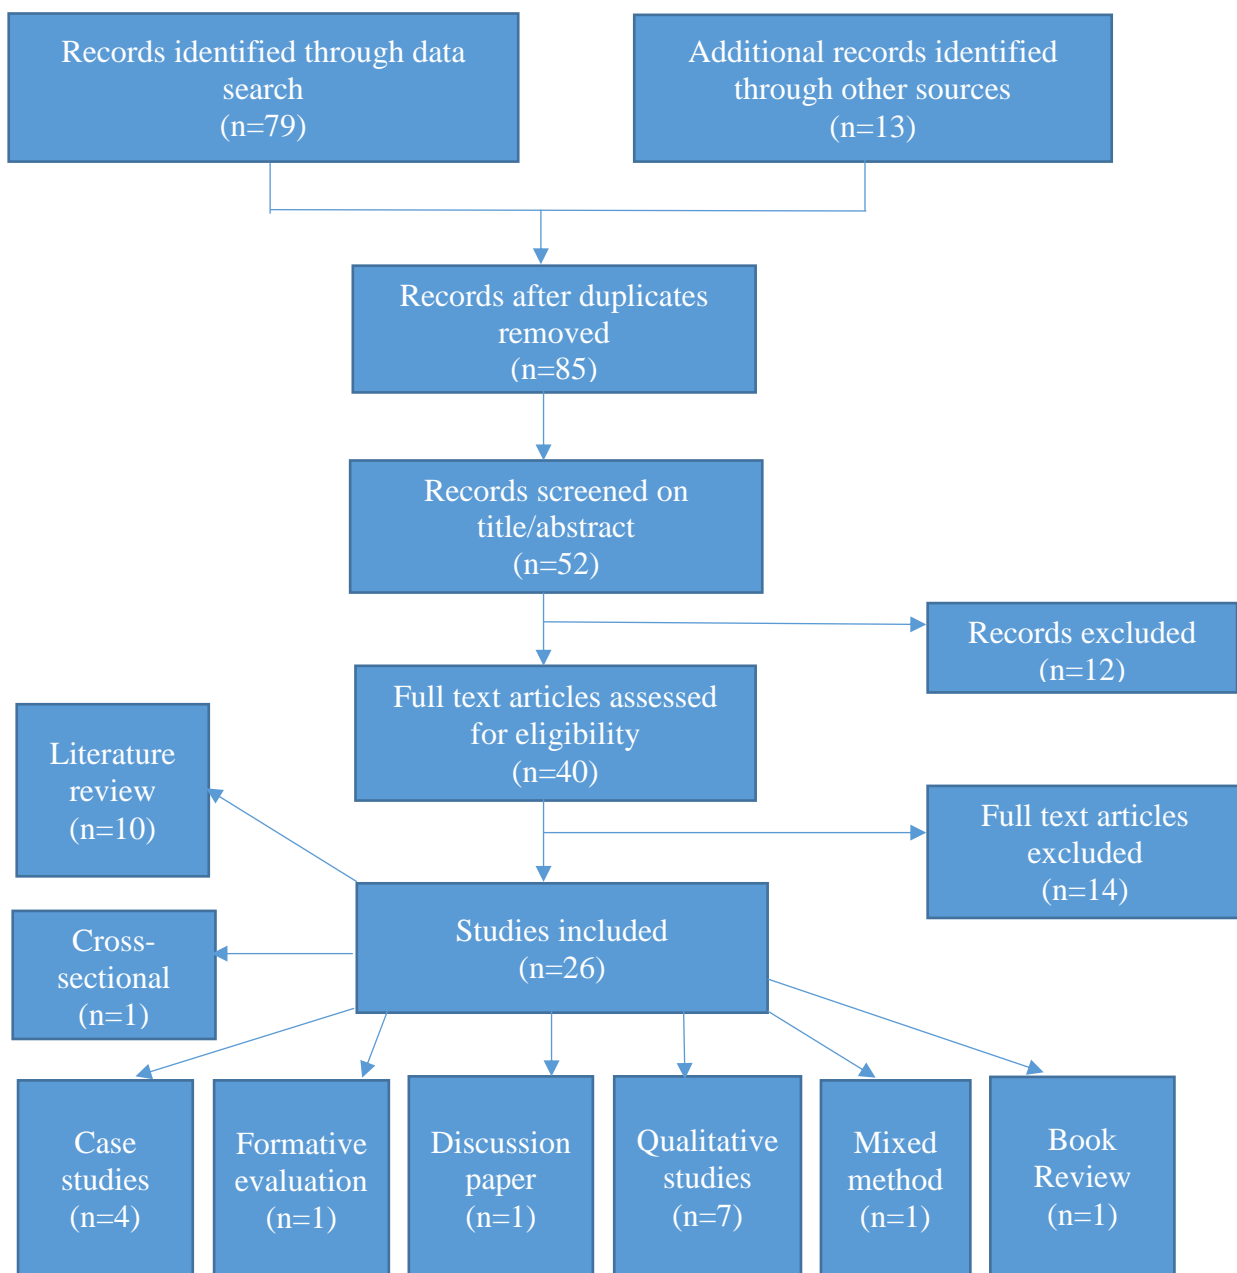 Records identified through data
search
(n=79)
Additional records identified
through other sources
(n=13)
Records after duplicates
removed
(n=85)
Records screened on
title/abstract
(n=52)
Records excluded
(n=12)
Full text articles assessed
for eligibility
(n=40)
Literature
review
(n=10)
Full text articles
excluded
(n=14)
Studies included
(n=26)
Cross-
sectional
(n=1)
Case
studies
(n=4)
Formative
evaluation
(n=1)
Discussion
paper
(n=1)
Qualitative
studies
(n=7)
Mixed
method
(n=1)
Book
Review
(n=1)